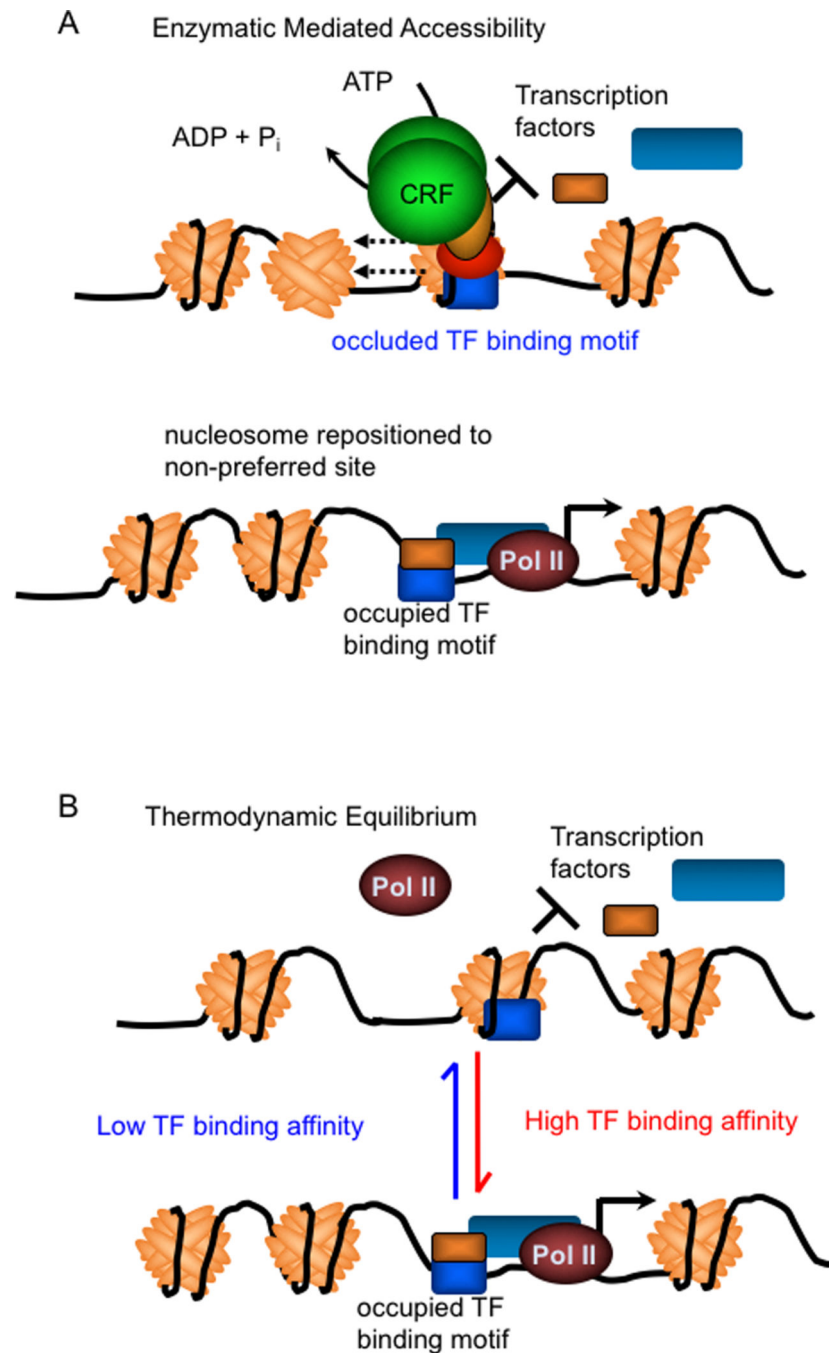 A
Enzymatic Mediated Accessibility
ATP
Transcription
factors
ADP + Pi
CRF
occluded TF binding motif
nucleosome repositioned to
non-preferred site
Pol II
occupied TF
binding motif
B
Thermodynamic Equilibrium
Transcription
factors
Pol II
Low TF binding affinity
High TF binding affinity
Pol II
occupied TF
binding motif